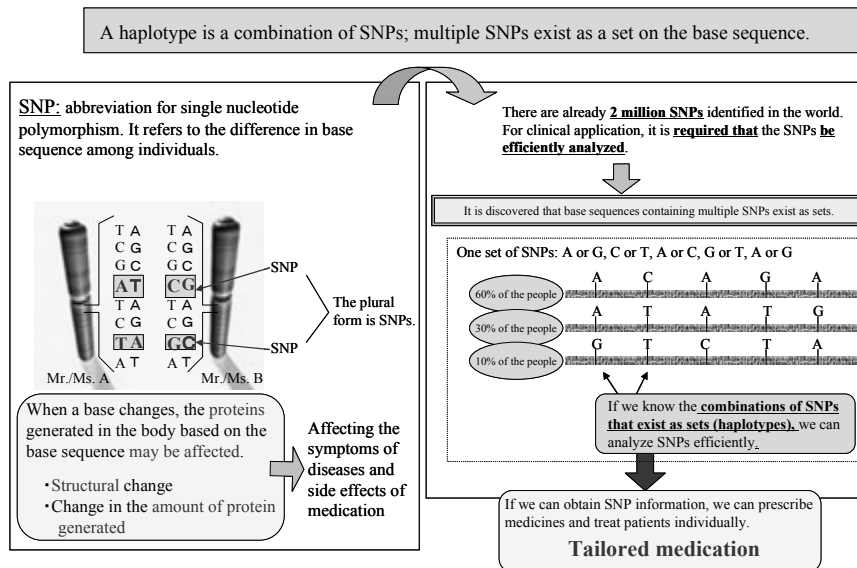 A haplotype is a combination of SNPs; multiple SNPs exist as a set on the base sequence.
SNP: abbreviation for single nucleotide
polymorphism. It refers to the difference in base
sequence among individuals.
T A T A
C G C G
G C G C
A T C G
T A T A
C G C G
T A G C
A T A T
SNP
SNP
The plural
form is SNPs.
Mr./Ms. A
Mr./Ms. B
When a base changes, the proteins
generated in the body based on the
base sequence may be affected.
・Structural change
・Change in the amount of protein
generated
Affecting the
symptoms of
diseases and
side effects of
medication
There are already 2 million SNPs identified in the world.
For clinical application, it is required that the SNPs be
efficiently analyzed.
It is discovered that base sequences containing multiple SNPs exist as sets.
One set of SNPs: A or G, C or T, A or C, G or T, A or G
60% of the people
A C A G A
30% of the people
A T A T G
10% of the people
G T C T A
If we know the combinations of SNPs
that exist as sets (haplotypes), we can
analyze SNPs efficiently.
If we can obtain SNP information, we can prescribe
medicines and treat patients individually.
Tailored medication